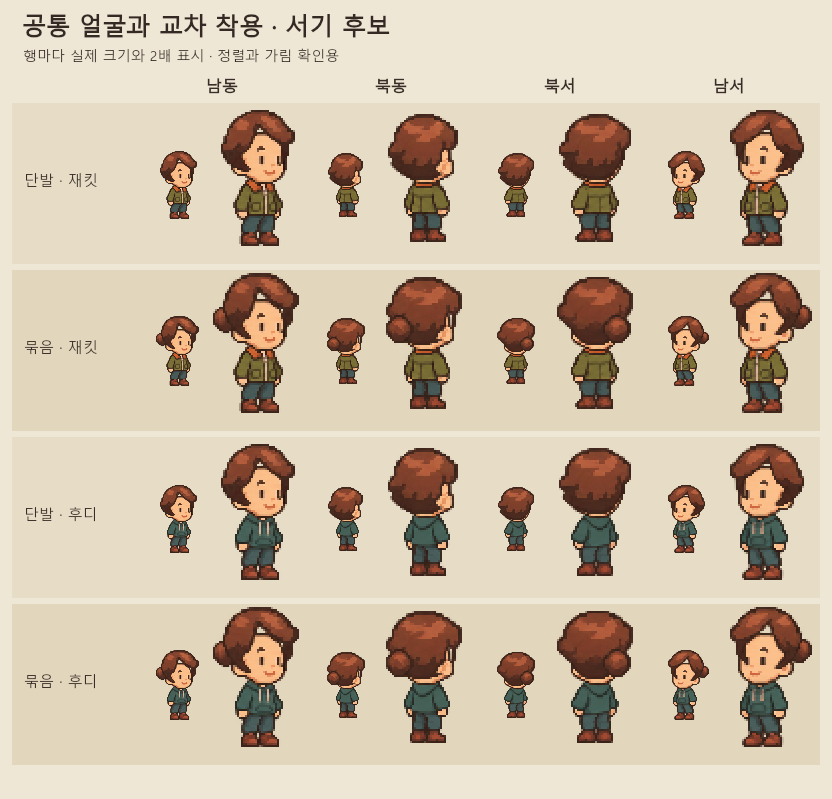 공통 얼굴과 교차 착용 · 서기 후보
행마다 실제 크기와 2배 표시 · 정렬과 가림 확인용
남동 북동 북서 남서
단발 · 재킷
묶음 · 재킷
단발 · 후디
묶음 · 후디